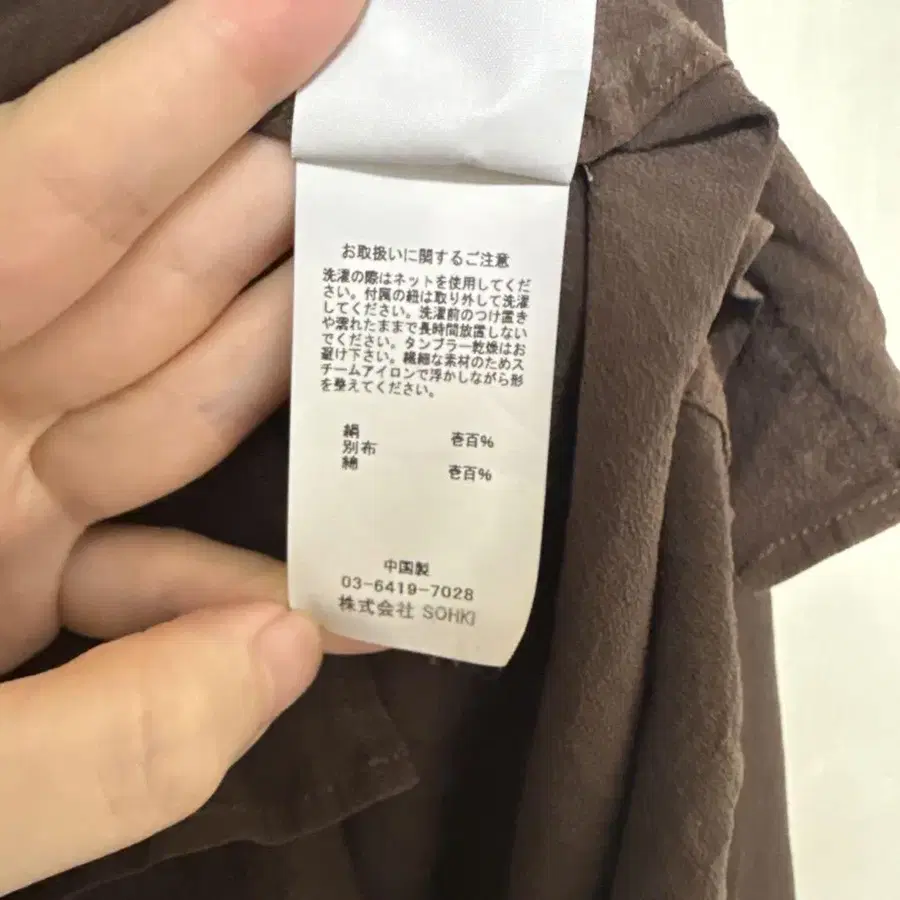 お取扱いに関するご注意
洗濯の際はネットを使用してくだ
さい。付属の紐は取り外して洗濯
してください。洗濯前のつけ置き
や濡れたままで長時間放置しない
でください。タンブラー乾燥はお
避け下さい。繊細な素材のためス
チームアイロンで浮かしながら形
を整えてください。
絹 壱百%
別布
綿 壱百%
中国製
03-6419-7028
株式会社 SOHKI